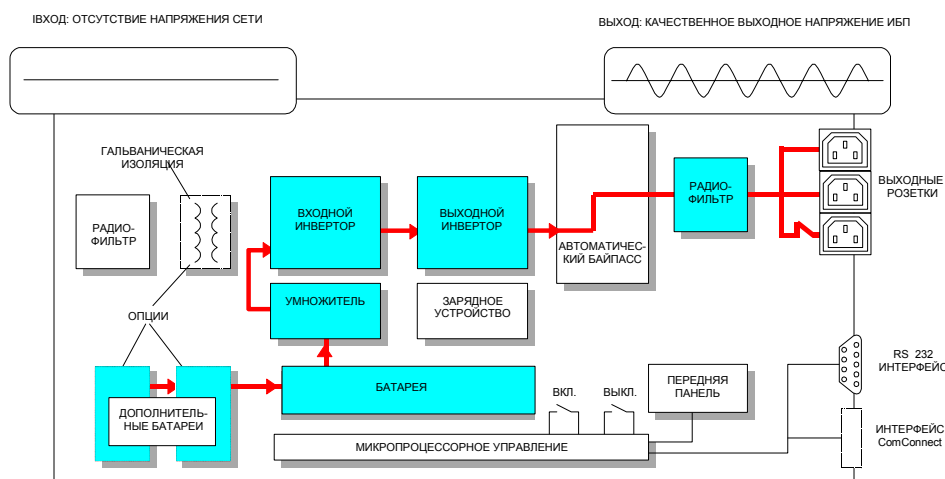 IВХОД: ОТСУТСТВИЕ НАПРЯЖЕНИЯ СЕТИ
ВЫХОД: КАЧЕСТВЕННОЕ ВЫХОДНОЕ НАПРЯЖЕНИЕ ИБП
ГАЛЬВАНИЧЕСКАЯ
ИЗОЛЯЦИЯ
РАДИО-
ФИЛЬТР
ВХОДНОЙ
ИНВЕРТОР
ВЫХОДНОЙ
ИНВЕРТОР
АВТОМАТИЧЕС-
КИЙ БАЙПАСС
РАДИО-
ФИЛЬТР
ВЫХОДНЫЕ
РОЗЕТКИ
УМНОЖИТЕЛЬ
ЗАРЯДНОЕ
УСТРОЙСТВО
ОПЦИИ
RS 232
ИНТЕРФЕЙС
БАТАРЕЯ
ПЕРЕДНЯЯ
ПАНЕЛЬ
ВКЛ.
ВЫКЛ.
ДОПОЛНИТЕЛЬ-
НЫЕ БАТАРЕИ
МИКРОПРОЦЕССОРНОЕ УПРАВЛЕНИЕ
ИНТЕРФЕЙС
ComConnect